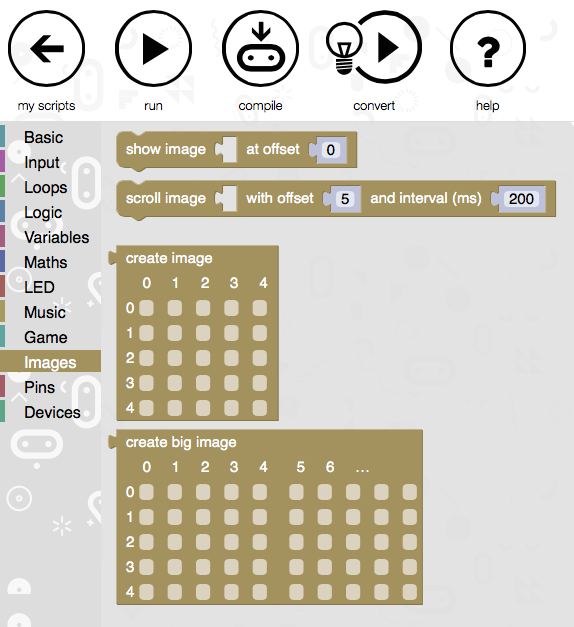 my scripts run compile convert help
Basic
Input
Loops
Logic
Variables
Maths
LED
Music
Game
Images
Pins
Devices
show image at offset 0
scroll image with offset 5 and interval (ms) 200
create image
0 1 2 3 4
0
1
2
3
4
create big image
0 1 2 3 4 5 6 ...
0
1
2
3
4